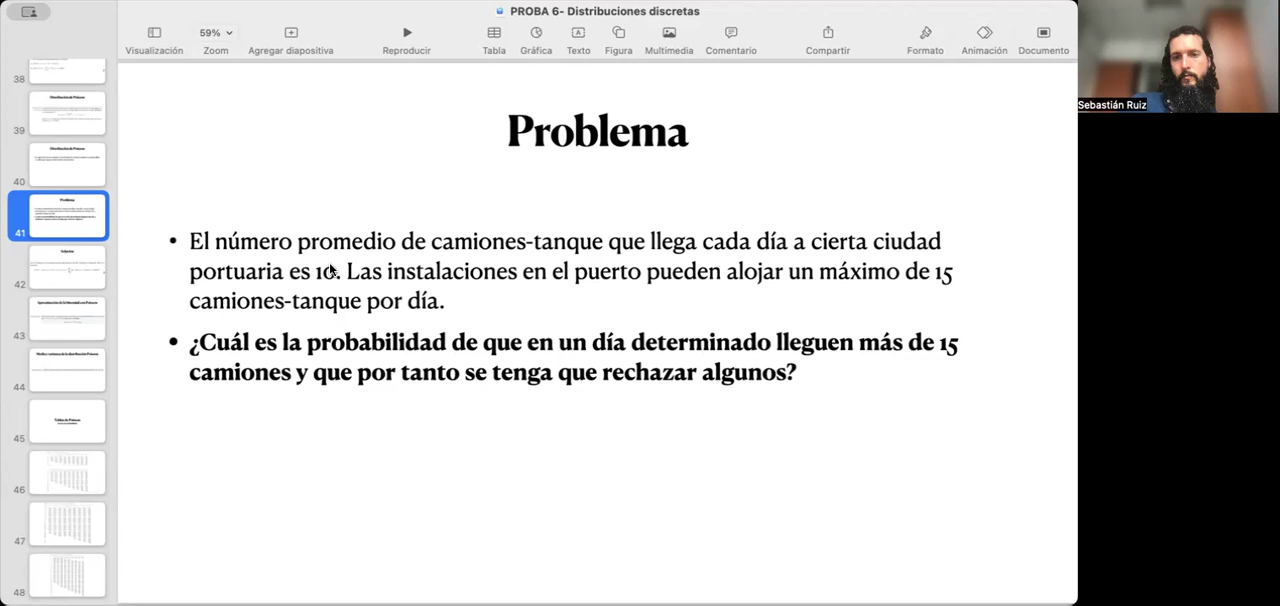 PROBA 6- Distribuciones discretas
59%
Visualización
Zoom
Agregar diapositiva
Reproducir
Tabla
Gráfica
Texto
Figura
Multimedia
Comentario
Compartir
Formato
Animación
Documento
Sebastián Ruiz
38
39
40
41
42
43
44
45
46
47
48
Problema
• El número promedio de camiones-tanque que llega cada día a cierta ciudad
portuaria es 10. Las instalaciones en el puerto pueden alojar un máximo de 15
camiones-tanque por día.
• ¿Cuál es la probabilidad de que en un día determinado lleguen más de 15
camiones y que por tanto se tenga que rechazar algunos?